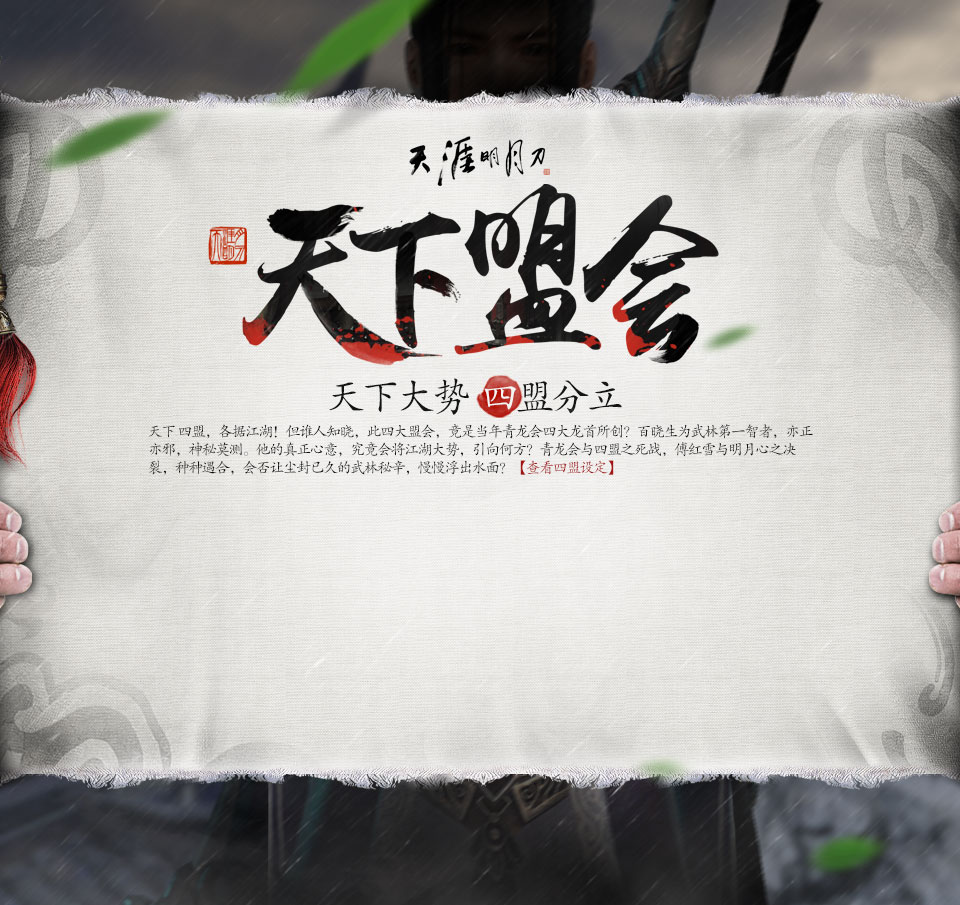 天涯明月刀
天下盟会
天下大势 四 盟分立
天下四盟，各据江湖！但谁人知晓，此四大盟会，竟是当年青龙会四大龙首所创？百晓生为武林第一智者，亦正
亦邪，神秘莫测。他的真正心意，究竟会将江湖大势，引向何方？青龙会与四盟之死战，傅红雪与明月心之决
裂，种种遇合，会否让尘封已久的武林秘辛，慢慢浮出水面？【查看四盟设定】